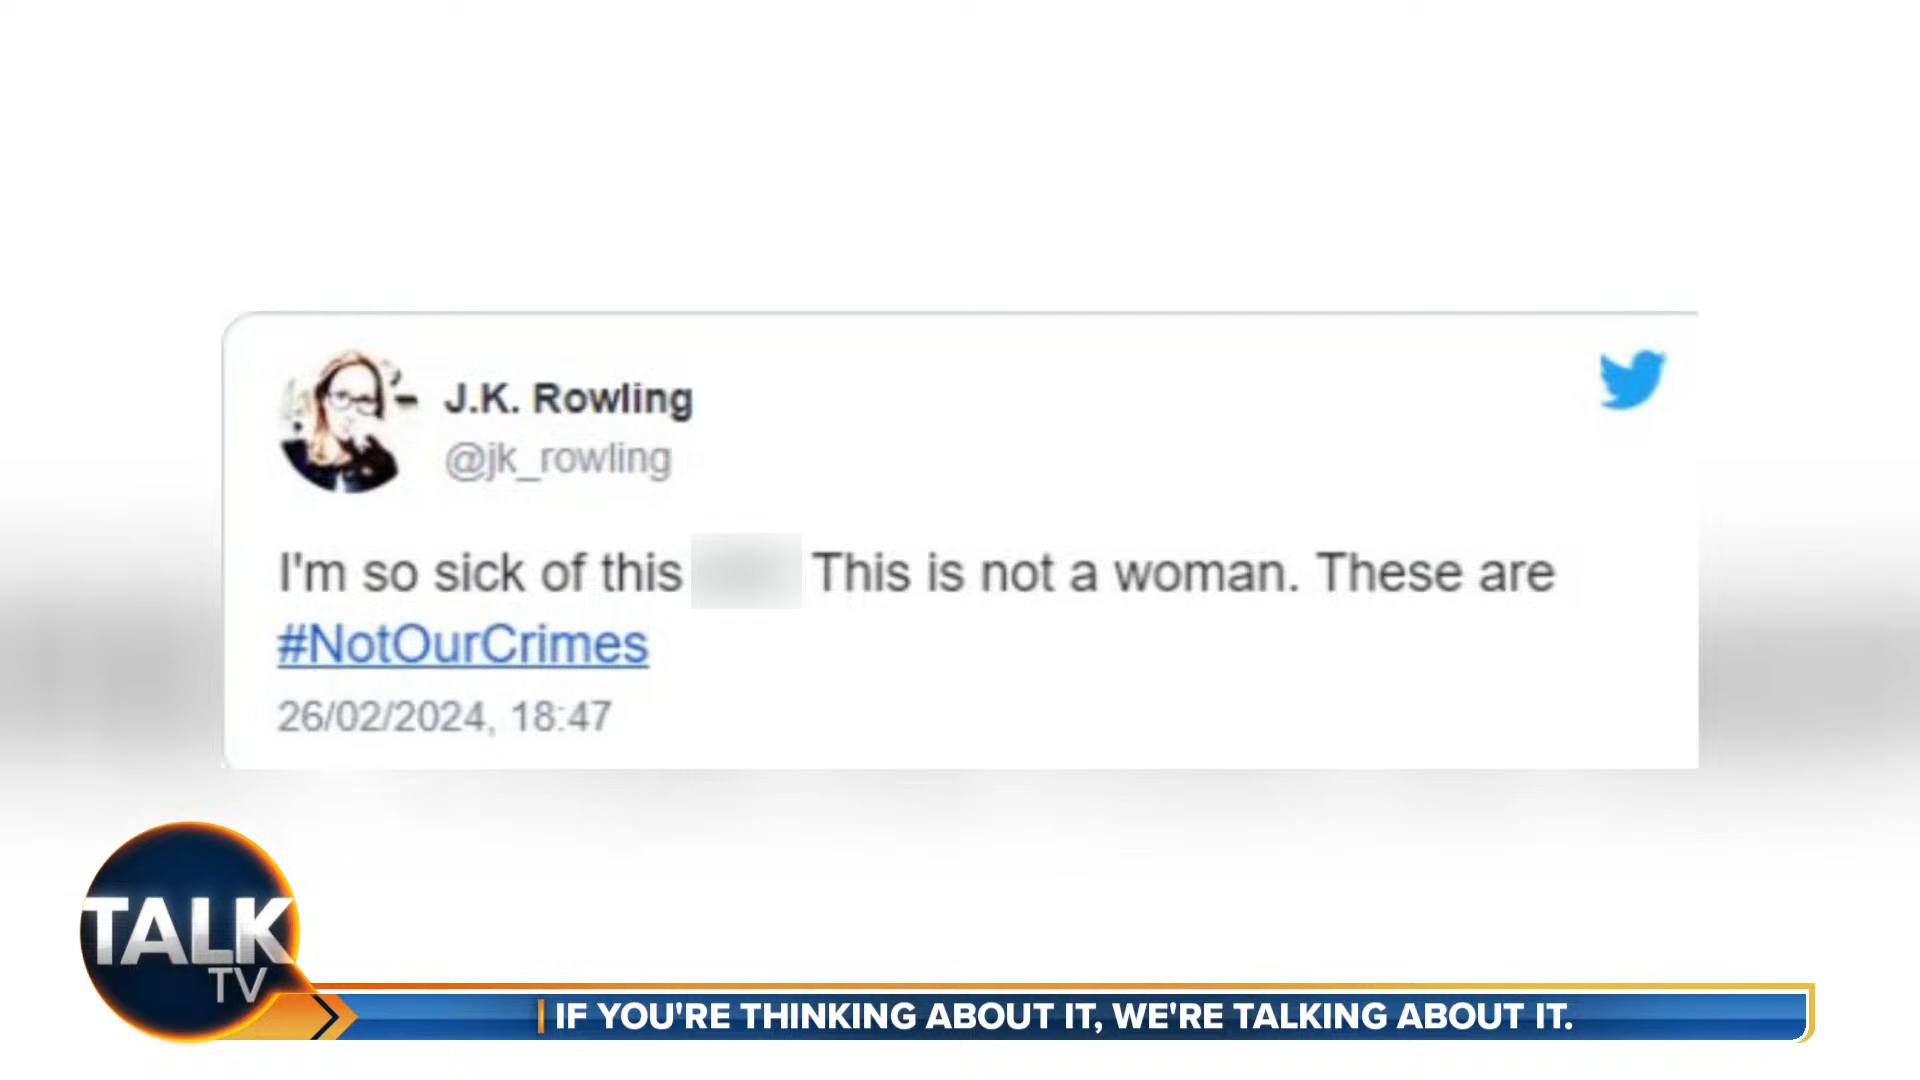 J.K. Rowling
@jk_rowling
I'm so sick of this This is not a woman. These are
#NotOurCrimes
26/02/2024, 18:47
TALK
TV
IF YOU'RE THINKING ABOUT IT, WE'RE TALKING ABOUT IT.